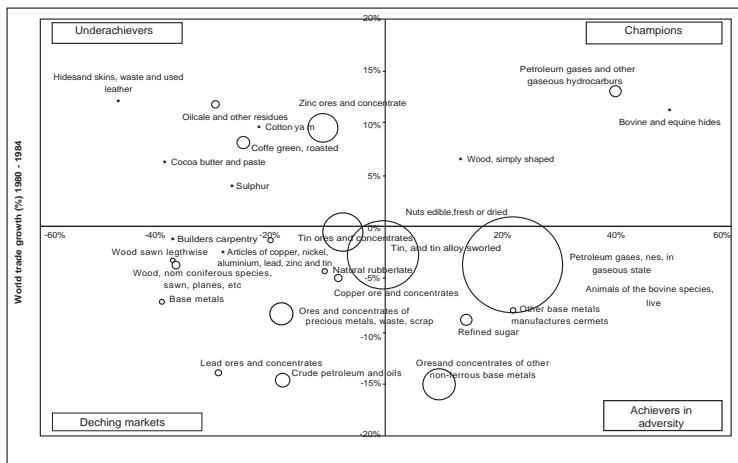 20%
Underachievers
Champions
Petroleum gases and other
gaseous hydrocarburs
15%
Hidesand skins, waste and used
leather
Zinc ores and concentrate
Oilcale and other residues
Bovine and equine hides
Cotton ya m
10%
Coffe green, roasted
Cocoa butter and paste
Wood, simply shaped
Sulphur
5%
World trade growth (%) 1980 - 1984
Nuts edible,fresh or dried
0%
-60%
-40%
-20%
20%
40%
60%
Builders carpentry
Tin ores and concentrates
Tin, and tin alloy sworled
Wood sawn legthwise
Articles of copper, nickel,
aluminium, lead, zinc and tin
Petroleum gases, nes, in
gaseous state
Wood, nom coniferous species,
sawn, planes, etc
Natural rubberlate
-5%
Copper ore and concentrates
Animals of the bovine species,
live
Base metals
Ores and concentrates of
precious metals, waste, scrap
Other base metals
manufactures cermets
Refined sugar
-10%
Lead ores and concentrates
Crude petroleum and oils
Oresand concentrates of other
non-ferrous base metals
-15%
Deching markets
Achievers in
adversity
-20%